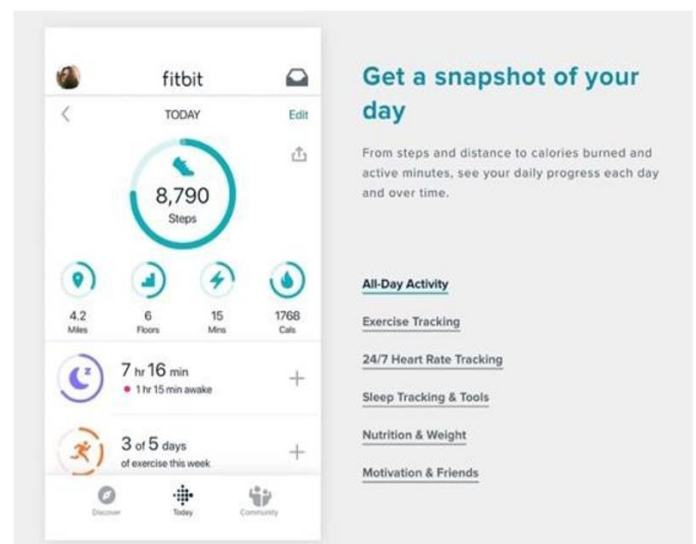 fitbit
TODAY
Edit
8,790
Steps
4.2
Miles
6
Floors
15
Mins
1768
Cals
7 hr 16 min
1 hr 15 min awake
3 of 5 days
of exercise this week
Discover
Today
Community
Get a snapshot of your
day
From steps and distance to calories burned and
active minutes, see your daily progress each day
and over time.
All-Day Activity
Exercise Tracking
24/7 Heart Rate Tracking
Sleep Tracking & Tools
Nutrition & Weight
Motivation & Friends